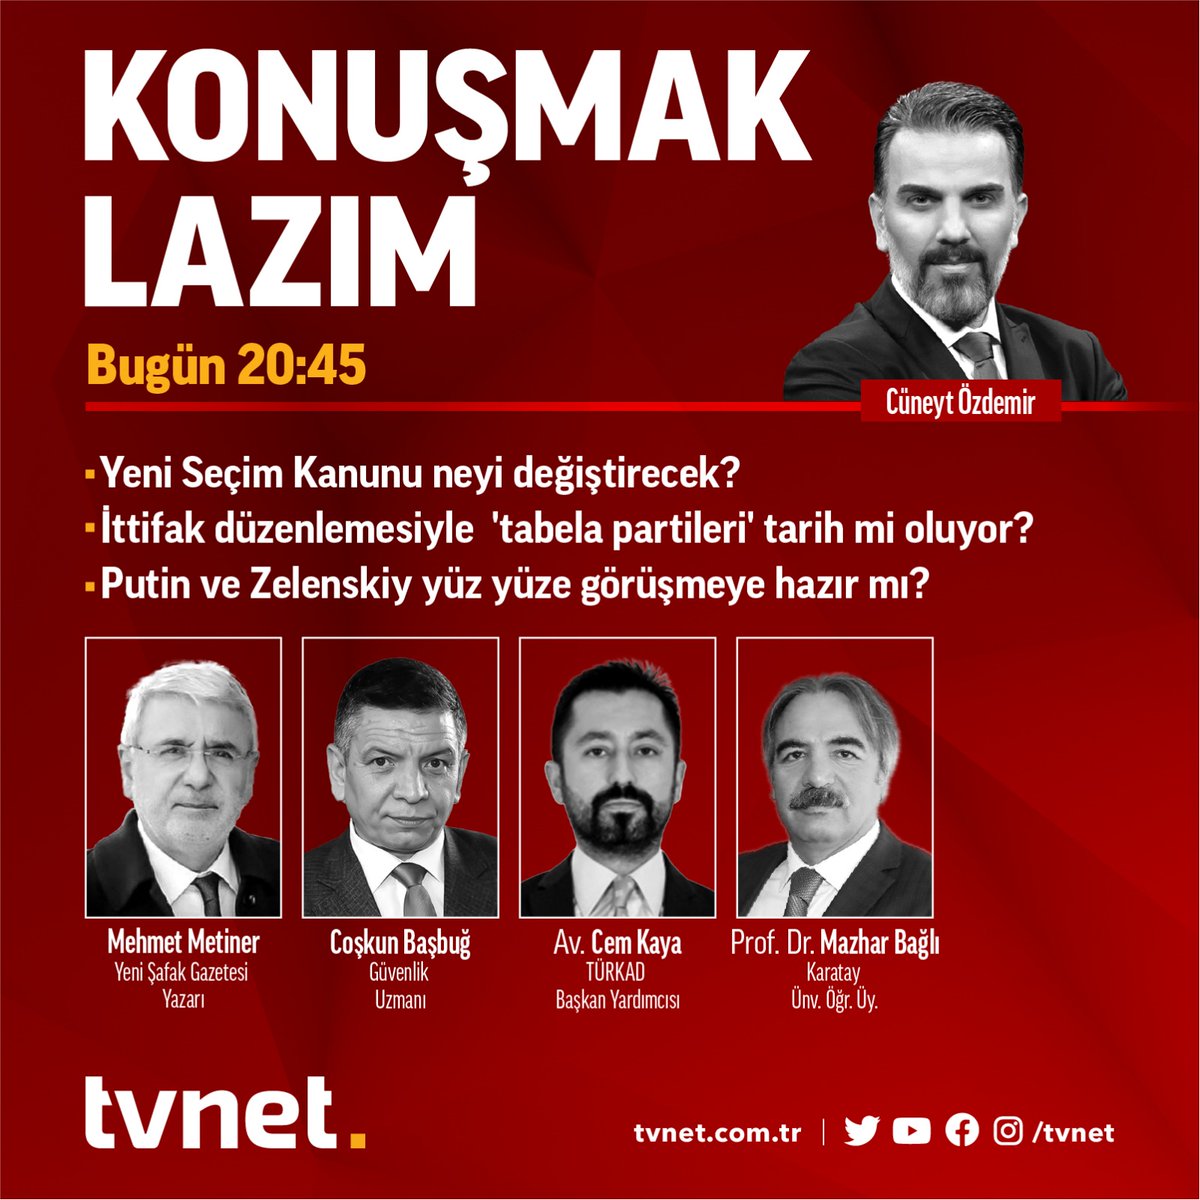 KONUŞMAK
LAZIM
Bugün 20:45
Cüneyt Özdemir
Yeni Seçim Kanunu neyi değiştirecek?
İttifak düzenlemesiyle 'tabela partileri' tarih mi oluyor?
Putin ve Zelenskiy yüz yüze görüşmeye hazır mı?
Mehmet Metiner
Yeni Şafak Gazetesi
Yazarı
Coşkun Başbuğ
Güvenlik
Uzmanı
Av. Cem Kaya
TÜRKAD
Başkan Yardımcısı
Prof. Dr. Mazhar Bağlı
Karatay
Ünv. Öğr. Üy.
tvnet.
tvnet.com.tr | /tvnet